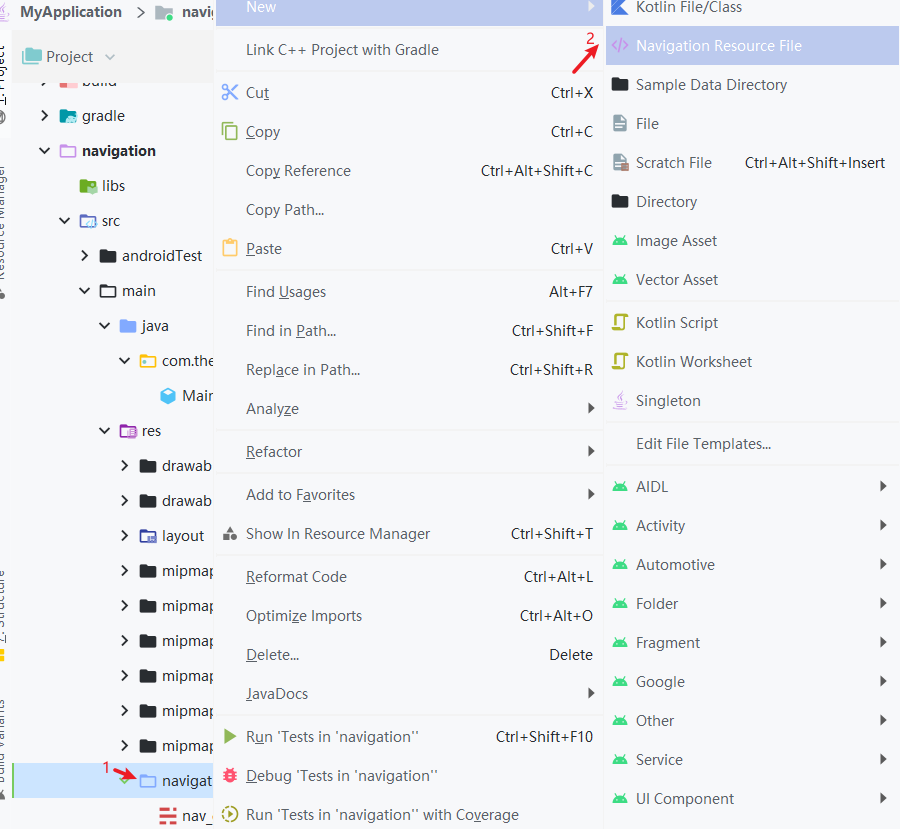 MyApplication
navi
Project
build
gradle
navigation
libs
src
androidTest
main
java
com.the
Mair
res
drawab
drawab
layout
mipmap
mipmap
mipmap
mipmap
mipmap
mipmap
1
navigat
nav_
1: Project
Resource Manager
7: Structure
Build Variants
New
Link C++ Project with Gradle
Cut Ctrl+X
Copy Ctrl+C
Copy Reference Ctrl+Alt+Shift+C
Copy Path...
Paste Ctrl+V
Find Usages Alt+F7
Find in Path... Ctrl+Shift+F
Replace in Path... Ctrl+Shift+R
Analyze
Refactor
Add to Favorites
Show In Resource Manager Ctrl+Shift+T
Reformat Code Ctrl+Alt+L
Optimize Imports Ctrl+Alt+O
Delete... Delete
JavaDocs
Run 'Tests in 'navigation'' Ctrl+Shift+F10
Debug 'Tests in 'navigation''
Run 'Tests in 'navigation'' with Coverage
2
Kotlin File/Class
Navigation Resource File
Sample Data Directory
File
Scratch File Ctrl+Alt+Shift+Insert
Directory
Image Asset
Vector Asset
Kotlin Script
Kotlin Worksheet
Singleton
Edit File Templates...
AIDL
Activity
Automotive
Folder
Fragment
Google
Other
Service
UI Component